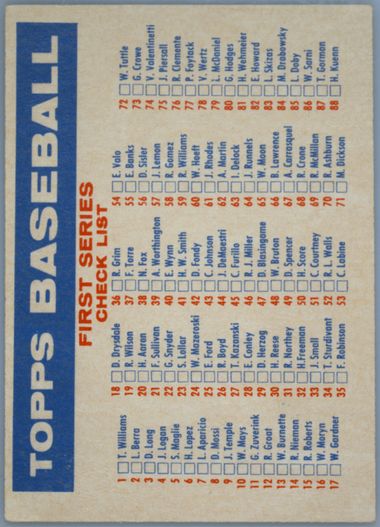 TOPPS BASEBALL
FIRST SERIES
CHECK LIST
1 T. Williams
2 L. Berra
3 D. Long
4 J. Logan
5 S. Maglie
6 H. Lopez
7 L. Aparicio
8 D. Mossi
9 J. Temple
10 W. Mays
11 G. Luverink
12 R. Groat
13 W. Burnette
14 R. Nieman
15 R. Roberts
16 W. Moryn
17 W. Gardner
18 D. Drysdale
19 R. Wilson
20 H. Aaron
21 F. Sullivan
22 G. Snyder
23 S. Lollar
24 W. Mazeroski
25 E. Ford
26 R. Boyd
27 T. Kazanski
28 E. Conley
29 D. Herzog
30 H. Reese
31 R. Northey
32 H. Freeman
33 J. Small
34 T. Sturdivant
35 F. Robinson
36 R. Grim
37 F. Torre
38 N. Fox
39 A. Worthington
40 E. Wynn
41 H. W. Smith
42 D. Fondy
43 C. Johnson
44 J. DeMaestri
45 C. Furillo
46 R. J. Miller
47 D. Blasingame
48 W. Bruton
49 D. Spencer
50 H. Score
51 C. Courtney
52 R. L. Walls
53 C. Labine
54 E. Valo
55 E. Banks
56 D. Sisler
57 J. Lemon
58 R. Gomez
59 R. Williams
60 W. Hoeft
61 J. Rhodes
62 A. Martin
63 I. Delock
64 J. Runnels
65 W. Moon
66 B. Lawrence
67 A. Carrasquel
68 R. Crone
69 R. McMillan
70 R. Ashburn
71 M. Dickson
72 W. Tuttle
73 G. Crowe
74 V. Valentinetti
75 J. Piersall
76 R. Clemente
77 P. Foytack
78 V. Wertz
79 L. McDaniel
80 G. Hodges
81 H. Wehmeier
82 E. Howard
83 L. Skizas
84 M. Drabowsky
85 L. Doby
86 W. Sarni
87 T. Gorman
88 H. Kuenn